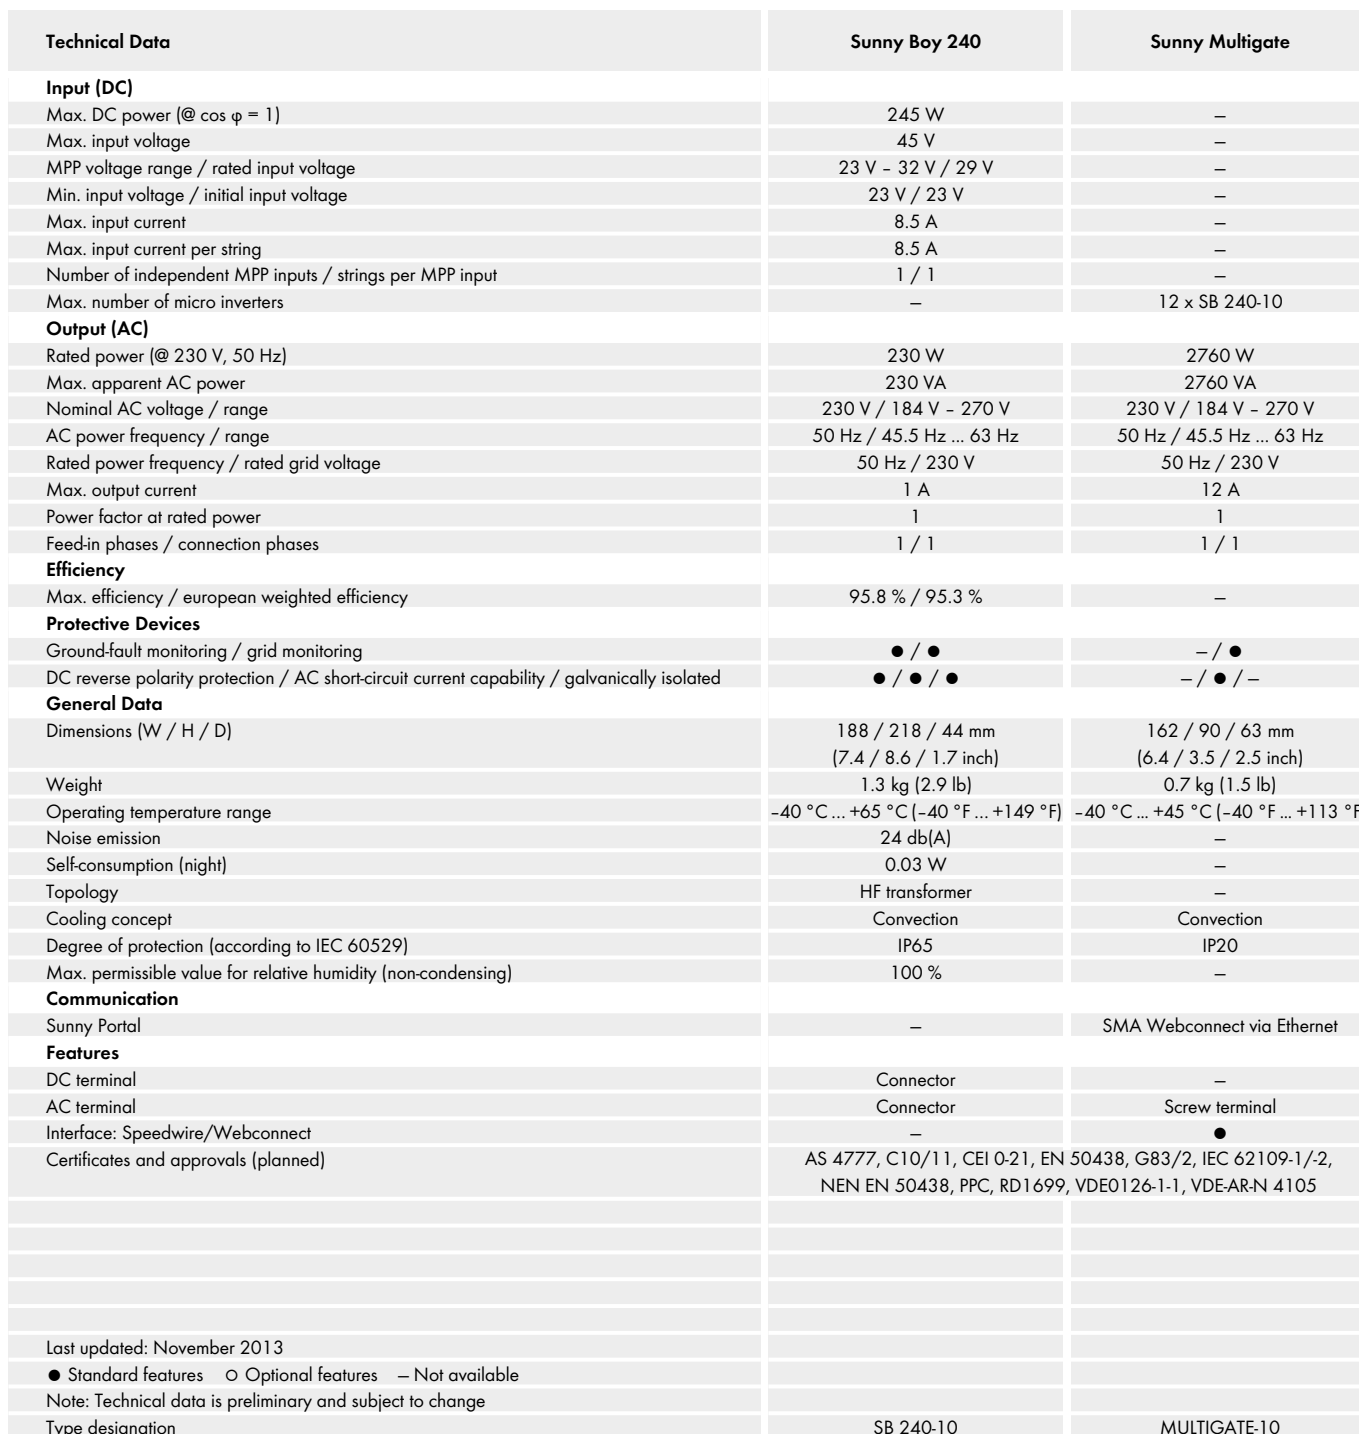 Technical Data Sunny Boy 240 Sunny Multigate
Input (DC)
Max. DC power (@ cos φ = 1) 245 W –
Max. input voltage 45 V –
MPP voltage range / rated input voltage 23 V – 32 V / 29 V –
Min. input voltage / initial input voltage 23 V / 23 V –
Max. input current 8.5 A –
Max. input current per string 8.5 A –
Number of independent MPP inputs / strings per MPP input 1 / 1 –
Max. number of micro inverters – 12 x SB 240-10
Output (AC)
Rated power (@ 230 V, 50 Hz) 230 W 2760 W
Max. apparent AC power 230 VA 2760 VA
Nominal AC voltage / range 230 V / 184 V – 270 V 230 V / 184 V – 270 V
AC power frequency / range 50 Hz / 45.5 Hz ... 63 Hz 50 Hz / 45.5 Hz ... 63 Hz
Rated power frequency / rated grid voltage 50 Hz / 230 V 50 Hz / 230 V
Max. output current 1 A 12 A
Power factor at rated power 1 1
Feed-in phases / connection phases 1 / 1 1 / 1
Efficiency
Max. efficiency / european weighted efficiency 95.8 % / 95.3 % –
Protective Devices
Ground-fault monitoring / grid monitoring ● / ● – / ●
DC reverse polarity protection / AC short-circuit current capability / galvanically isolated ● / ● / ● – / ● / –
General Data
Dimensions (W / H / D) 188 / 218 / 44 mm 162 / 90 / 63 mm
(7.4 / 8.6 / 1.7 inch) (6.4 / 3.5 / 2.5 inch)
Weight 1.3 kg (2.9 lb) 0.7 kg (1.5 lb)
Operating temperature range –40 °C ... +65 °C (–40 °F ... +149 °F) –40 °C ... +45 °C (–40 °F ... +113 °F
Noise emission 24 db(A) –
Self-consumption (night) 0.03 W –
Topology HF transformer –
Cooling concept Convection Convection
Degree of protection (according to IEC 60529) IP65 IP20
Max. permissible value for relative humidity (non-condensing) 100 % –
Communication
Sunny Portal – SMA Webconnect via Ethernet
Features
DC terminal Connector –
AC terminal Connector Screw terminal
Interface: Speedwire/Webconnect – ●
Certificates and approvals (planned) AS 4777, C10/11, CEI 0-21, EN 50438, G83/2, IEC 62109-1/-2,
NEN EN 50438, PPC, RD1699, VDE0126-1-1, VDE-AR-N 4105
Last updated: November 2013
● Standard features ○ Optional features – Not available
Note: Technical data is preliminary and subject to change
Type designation SB 240-10 MULTIGATE-10